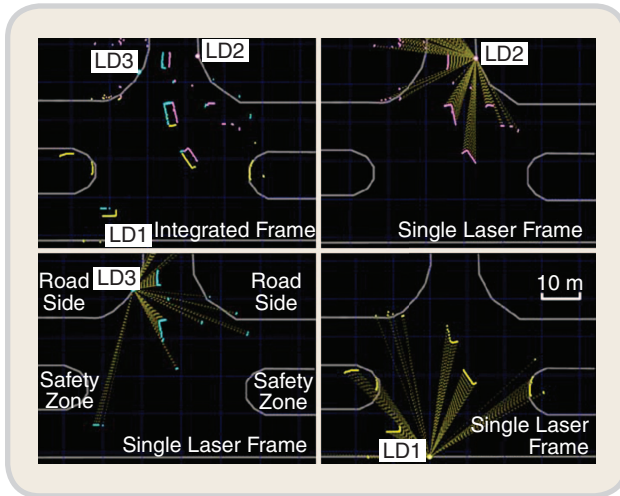 LD3
LD2
LD1
Integrated Frame
LD2
Single Laser Frame
LD3
Road
Side
Road
Side
Safety
Zone
Safety
Zone
Single Laser Frame
10 m
LD1
Single Laser
Frame